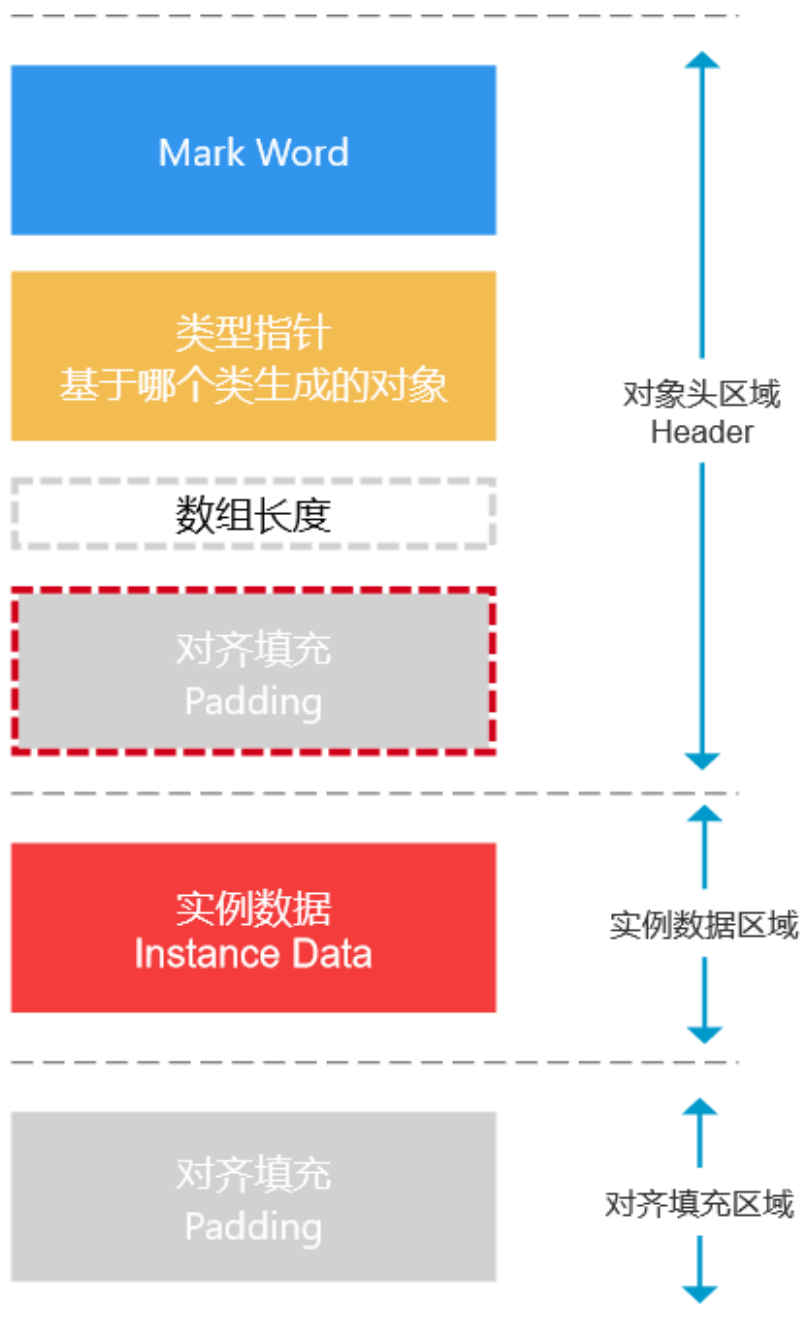 Mark Word
类型指针
基于哪个类生成的对象
对象头区域
Header
数组长度
对齐填充
Padding
实例数据
Instance Data
实例数据区域
对齐填充
Padding
对齐填充区域